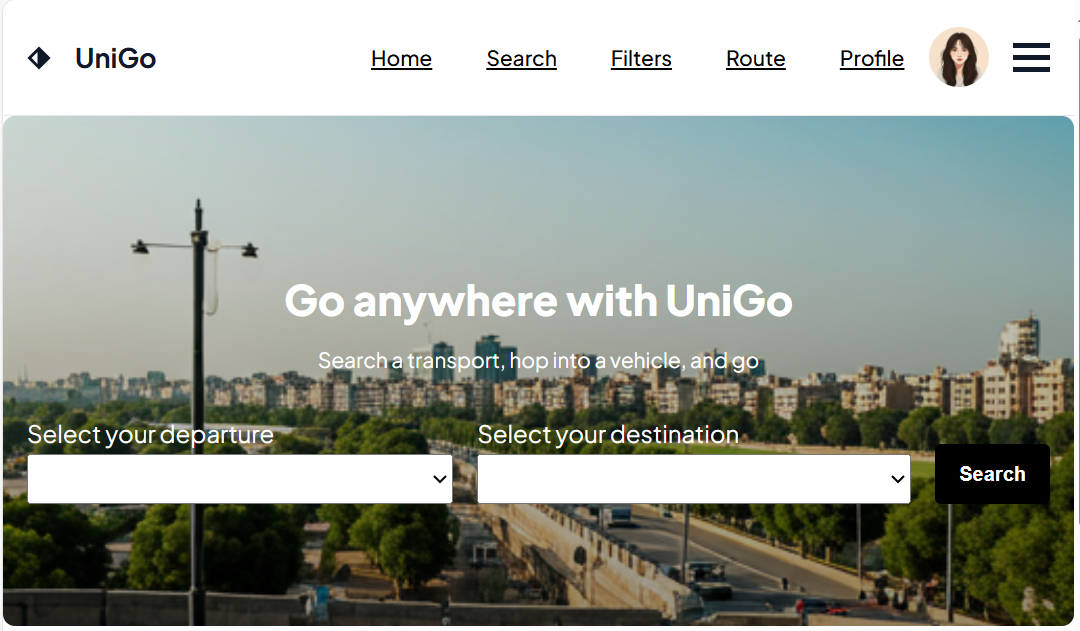 UniGo
Home Search Filters Route Profile
Go anywhere with UniGo
Search a transport, hop into a vehicle, and go
Select your departure
Select your destination
Search